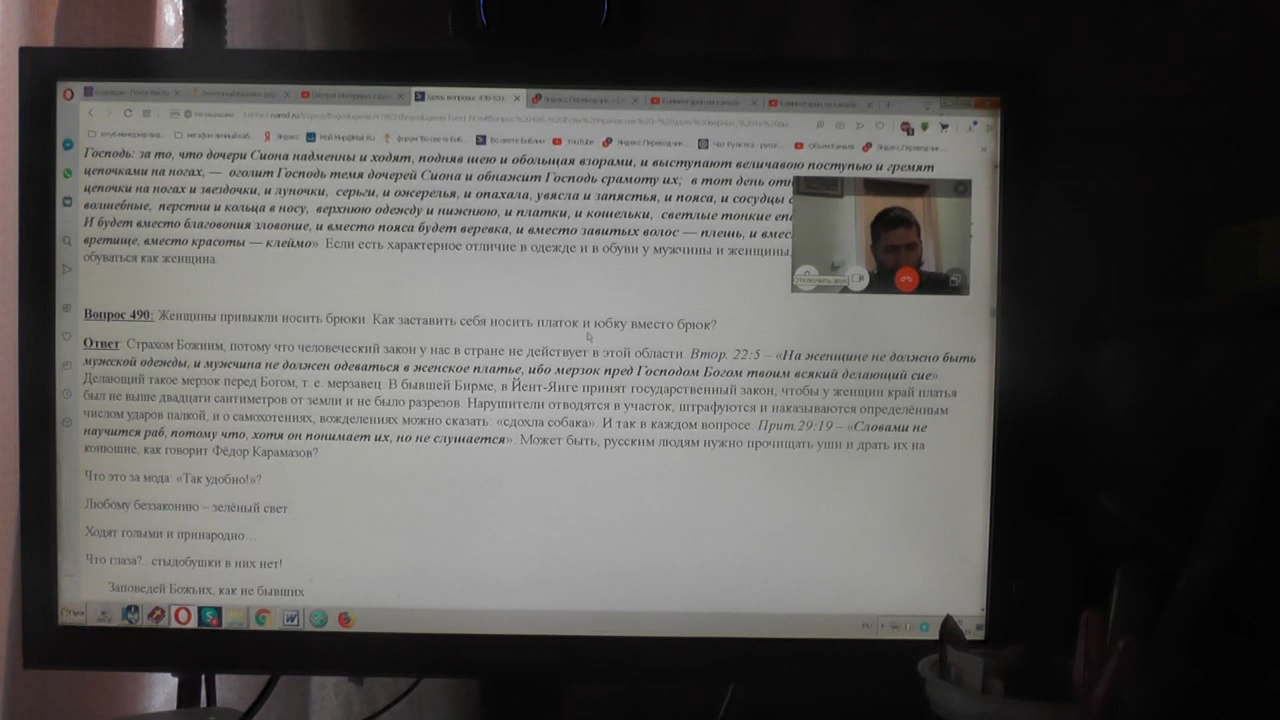 Господь: за то, что дочери Сиона надменны и ходят, подняв шею и обольщая взорами, и выступают величавою поступью и гремят
цепочками на ногах, — оголит Господь темя дочерей Сиона и обнажит Господь срамоту их; в тот день
цепочки на ногах и звездочки, и луночки, серьги, и ожерелья, и опахала, увясла и запястья, и пояса, и сосуды
волшебные, перстни и кольца в носу, верхнюю одежду и нижнюю, и платки, и кошельки, светлые тонкие
И будет вместо благовония зловоние, и вместо пояса будет веревка, и вместо завитых волос — плешь, и
вретище, вместо красоты — клеймо» Если есть характерное отличие в одежде и в обуви у мужчины и женщины,
обуваться как женщина.
Отключить звук
Вопрос 490: Женщины привыкли носить брюки. Как заставить себя носить платок и юбку вместо брюк?
Ответ: Страхом Божиим, потому что человеческий закон у нас в стране не действует в этой области. Втор. 22:5 – «На женщине не должно быть
мужской одежды, и мужчина не должен одеваться в женское платье, ибо мерзок пред Господом Богом твоим всякий делающий сие»
Делающий такое мерзок перед Богом, т. е. мерзавец. В бывшей Бирме, в Йент-Янге принят государственный закон, чтобы у женщин край платья
был не выше двадцати сантиметров от земли и не было разрезов. Нарушители отводятся в участок, штрафуются и наказываются определённым
числом ударов палкой, и о самохотениях, вожделениях можно сказать: «сдохла собака». И так в каждом вопросе. Прит.29:19 – «Словами не
научится раб, потому что, хотя он понимает их, но не слушается». Может быть, русским людям нужно прочищать уши и драть их на
конюшне, как говорит Фёдор Карамазов?
Что это за мода: «Так удобно!»?
Любому беззаконию – зелёный свет
Ходят голыми и принародно…
Что глаза?.. стыдобушки в них нет!
Заповедей Божьих, как не бывших